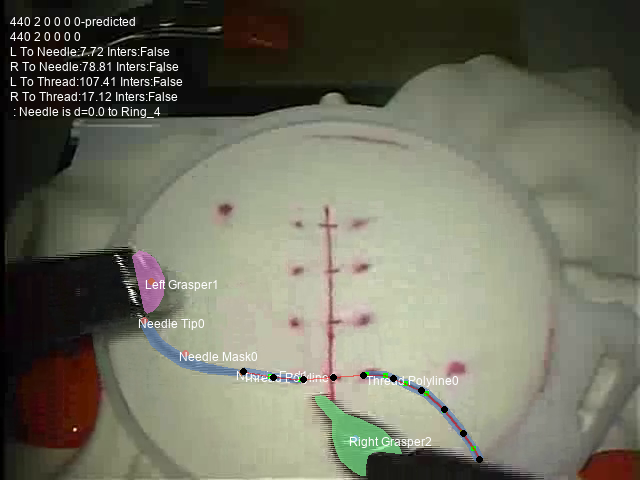 440 2 0 0 0 0-predicted
440 2 0 0 0 0
L To Needle:7.72 Inters:False
R To Needle:78.81 Inters:False
L To Thread:107.41 Inters:False
R To Thread:17.12 Inters:False
: Needle is d=0.0 to Ring_4
Left Grasper1
Needle Tip0
Needle Mask0
Thread Polyline0
Right Grasper2